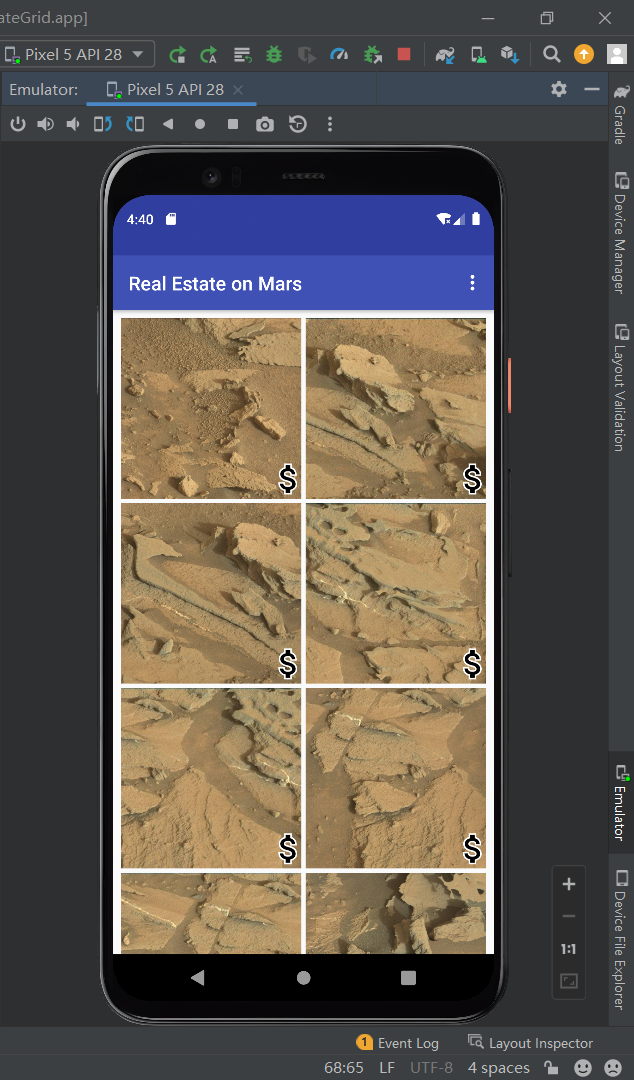 ateGrid.app]
Pixel 5 API 28
Emulator:
Pixel 5 API 28
Gradle
Device Manager
Layout Validation
4:40
Real Estate on Mars
$
$
$
$
$
$
1:1
Emulator
Device File Explorer
1 Event Log
Layout Inspector
68:65 LF UTF-8 4 spaces